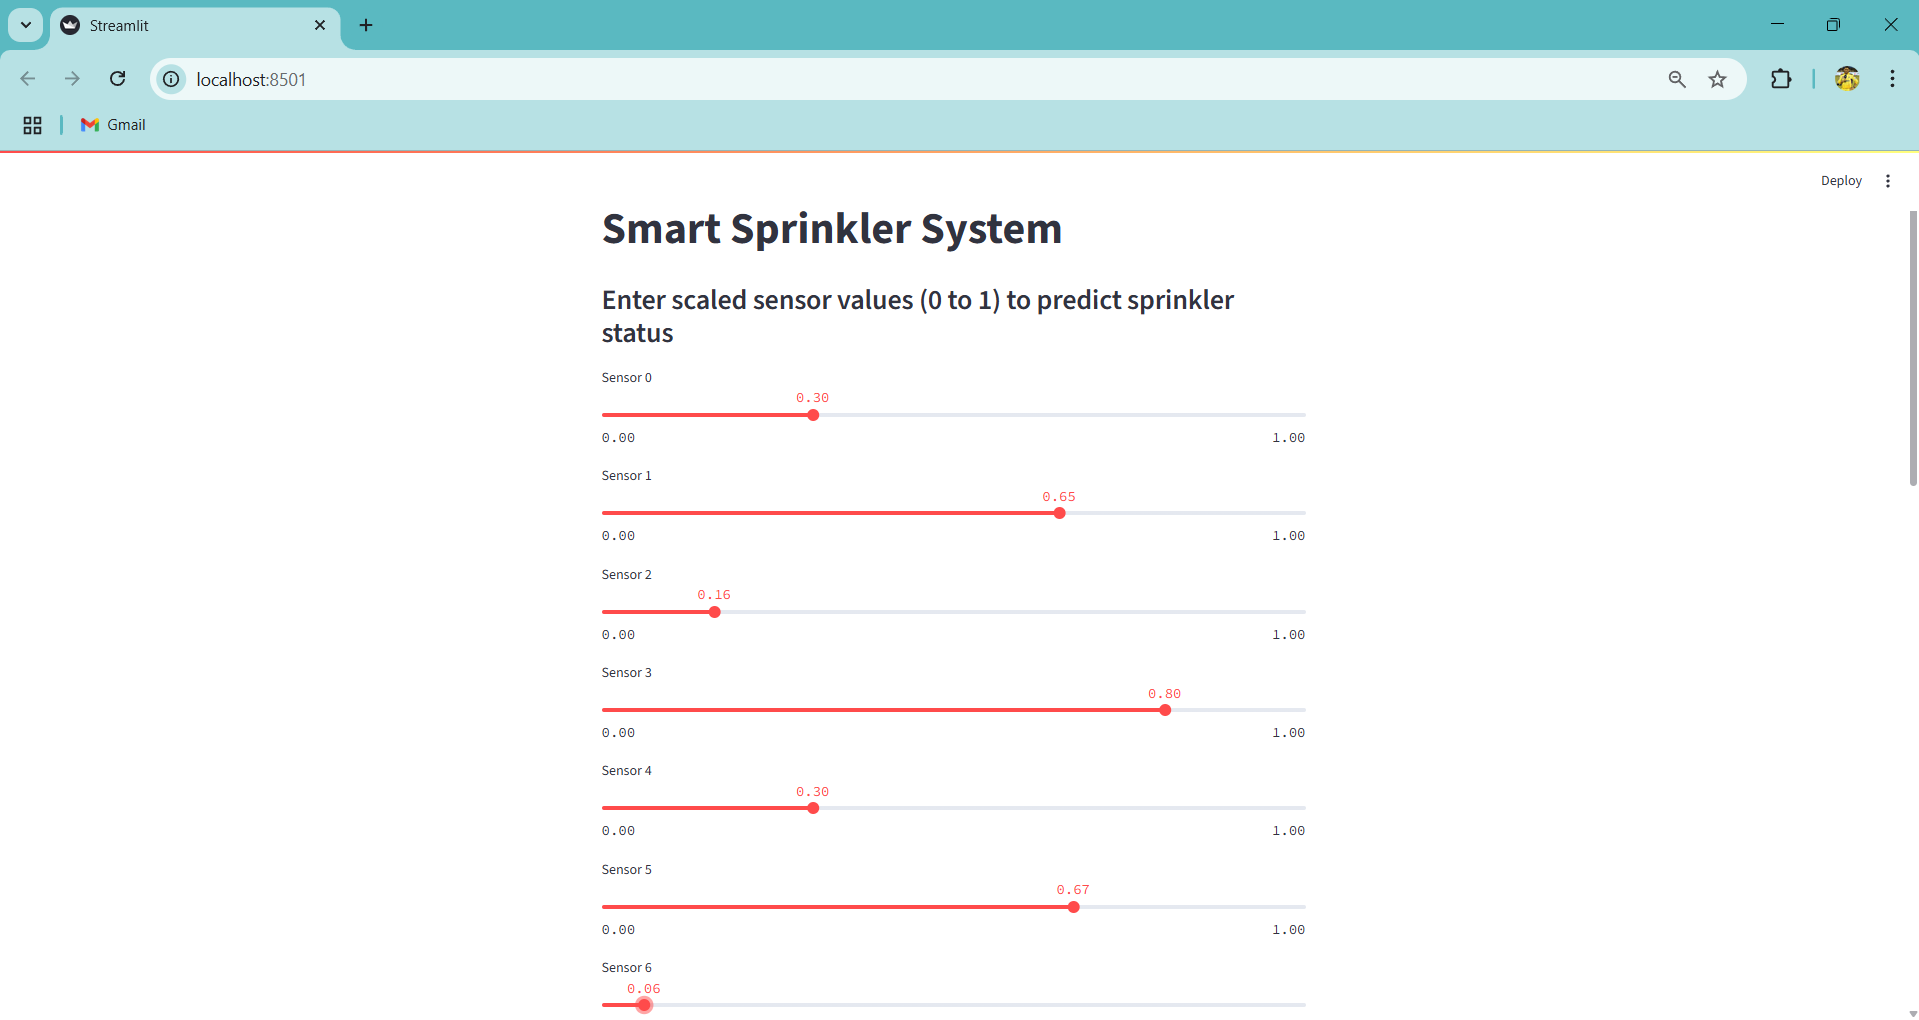 Streamlit
localhost:8501
Gmail
Deploy
Smart Sprinkler System
Enter scaled sensor values (0 to 1) to predict sprinkler
status
Sensor 0
0.30
0.00 1.00
Sensor 1
0.65
0.00 1.00
Sensor 2
0.16
0.00 1.00
Sensor 3
0.80
0.00 1.00
Sensor 4
0.30
0.00 1.00
Sensor 5
0.67
0.00 1.00
Sensor 6
0.06